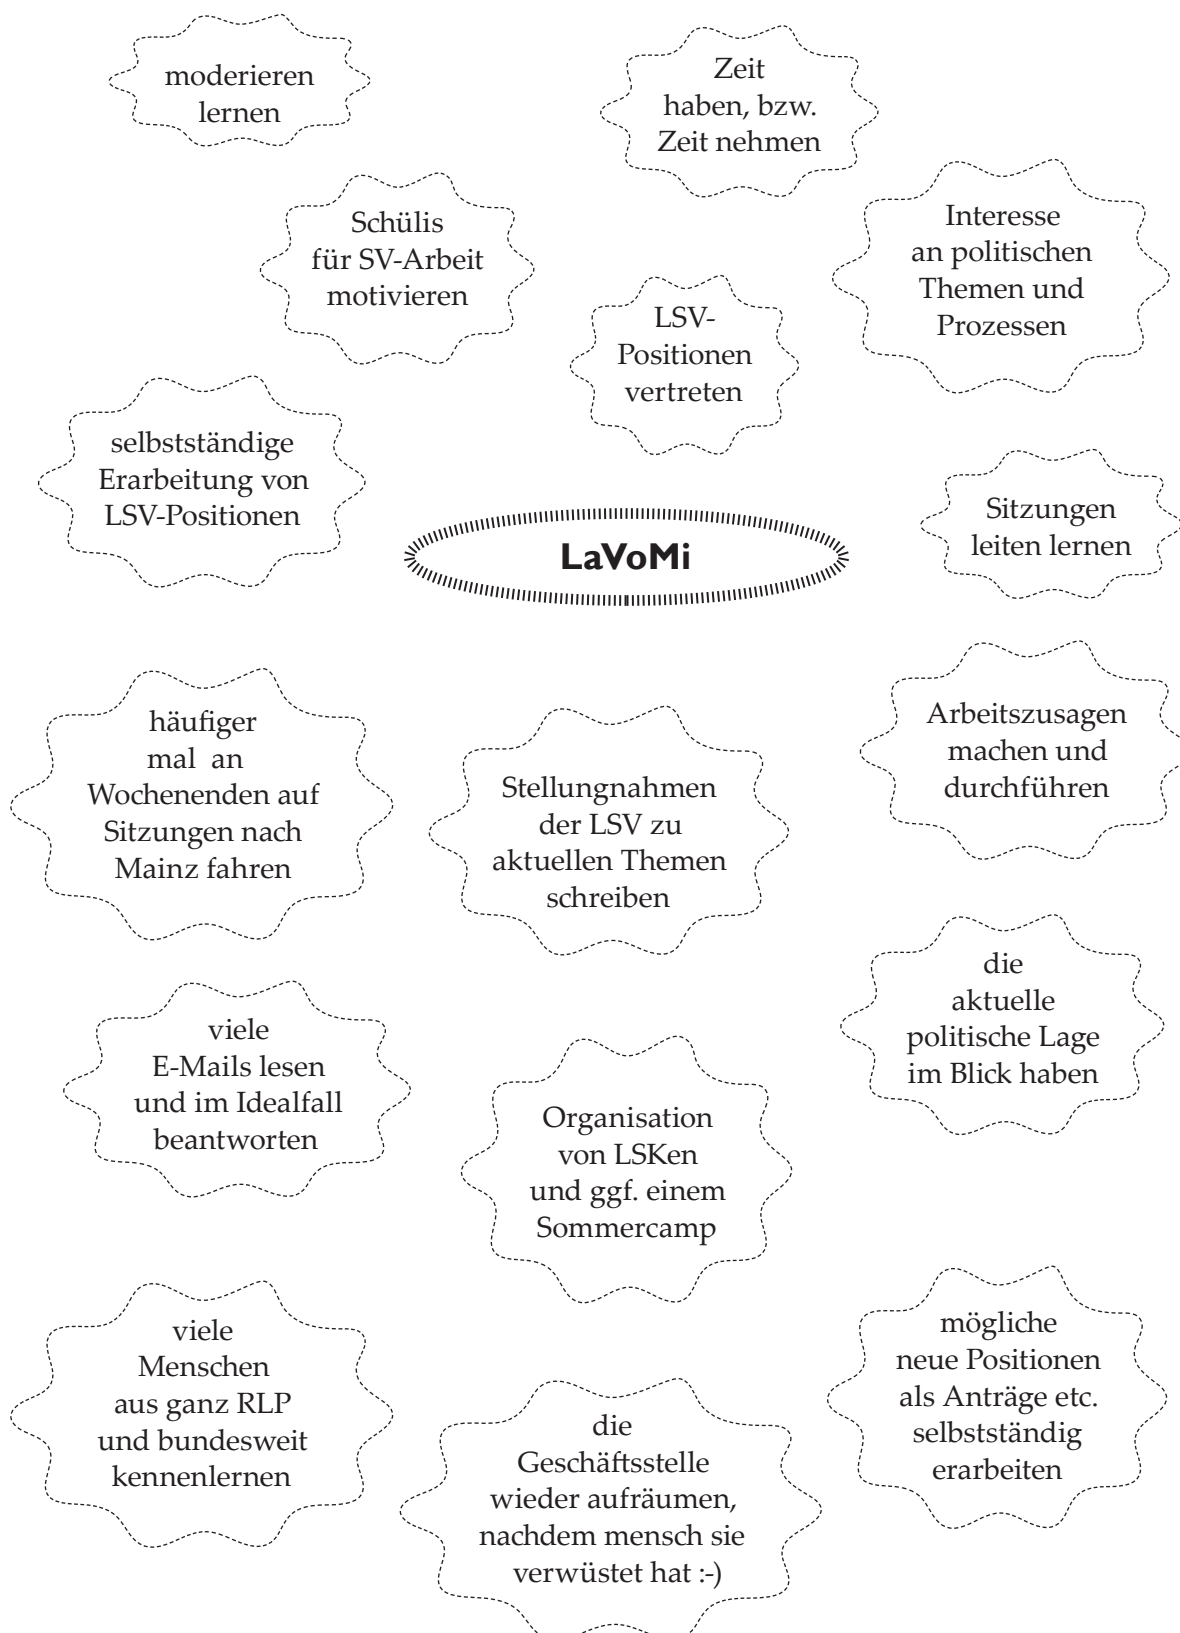 moderieren
lernen
Zeit
haben, bzw.
Zeit nehmen
Schülis
für SV-Arbeit
motivieren
Interesse
an politischen
Themen und
Prozessen
LSV-
Positionen
vertreten
selbstständige
Erarbeitung von
LSV-Positionen
Sitzungen
leiten lernen
LaVoMi
häufiger
mal an
Wochenenden auf
Sitzungen nach
Mainz fahren
Stellungnahmen
der LSV zu
aktuellen Themen
schreiben
Arbeitszusagen
machen und
durchführen
die
aktuelle
politische Lage
im Blick haben
viele
E-Mails lesen
und im Idealfall
beantworten
Organisation
von LSKen
und ggf. einem
Sommercamp
viele
Menschen
aus ganz RLP
und bundesweit
kennenlernen
die
Geschäftsstelle
wieder aufräumen,
nachdem mensch sie
verwüstet hat :-)
mögliche
neue Positionen
als Anträge etc.
selbstständig
erarbeiten